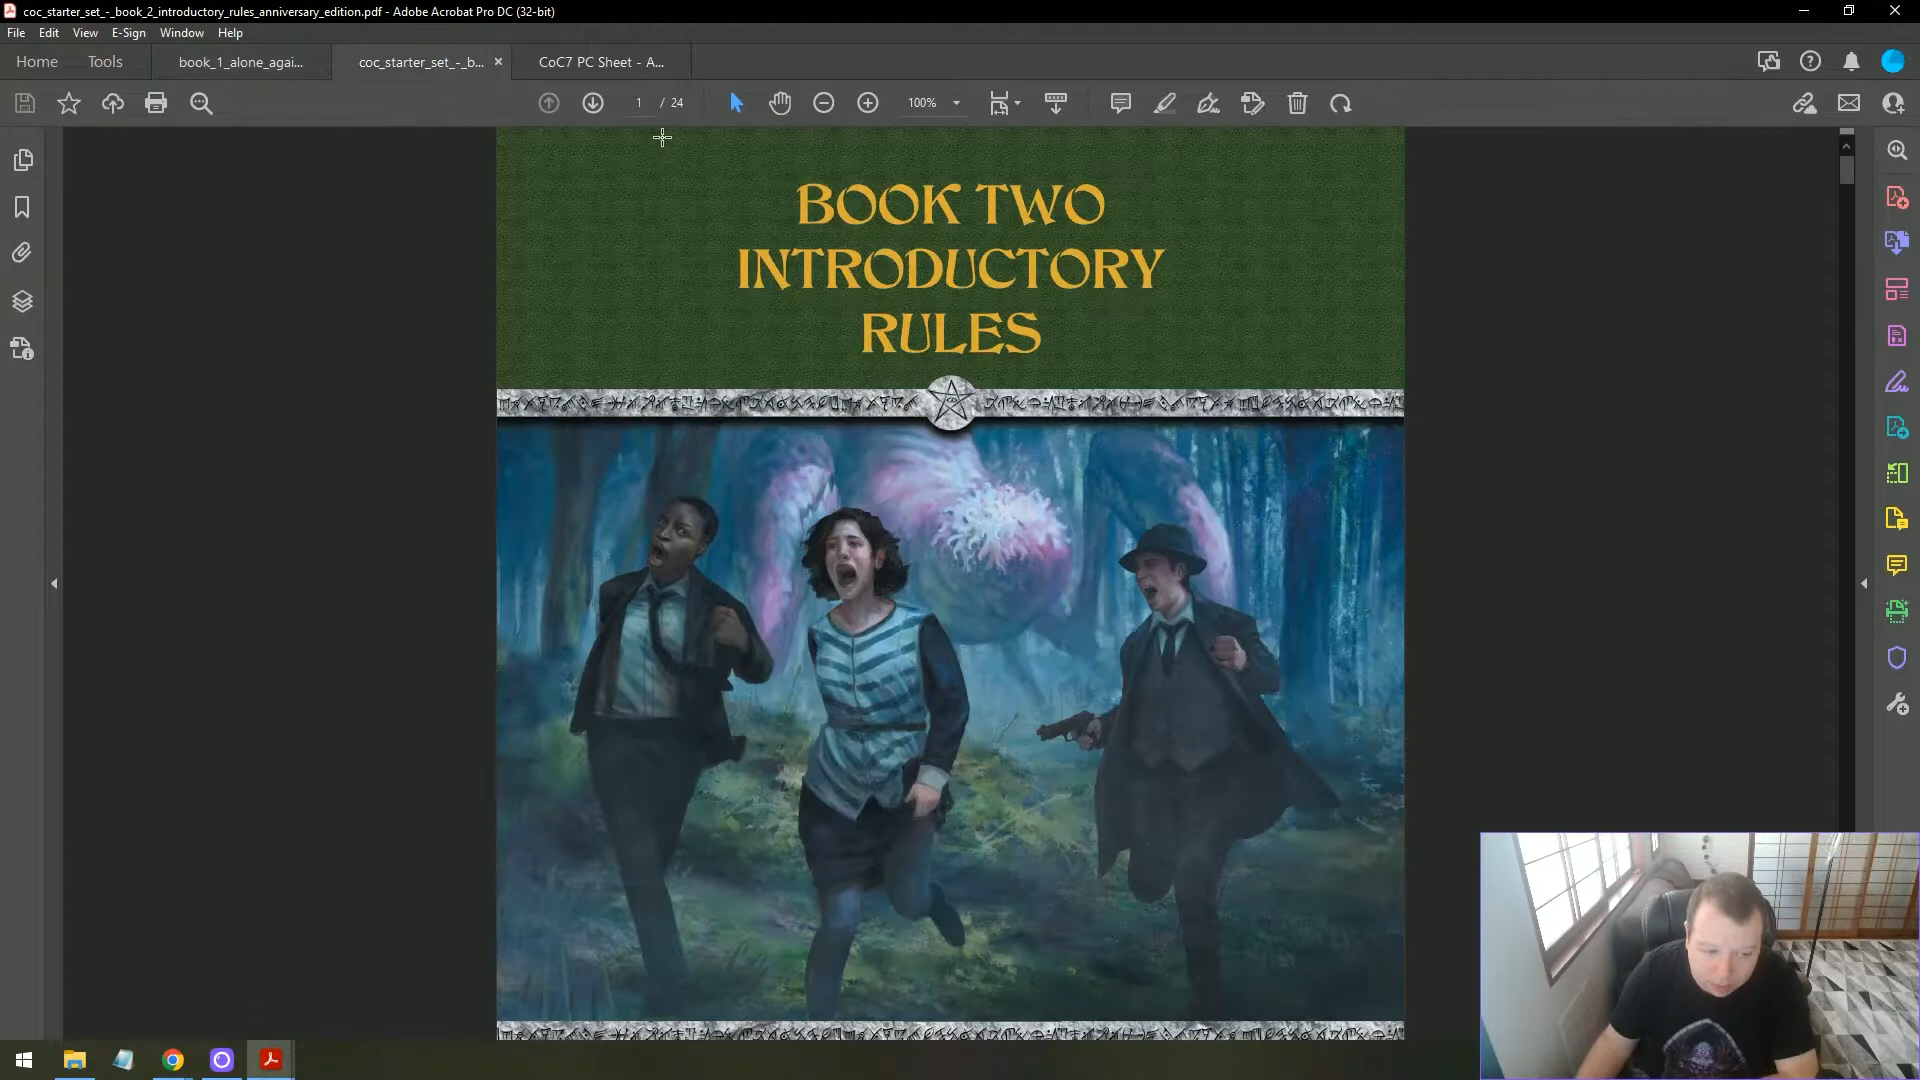 coc_starter_set_-_book_2_introductory_rules_anniversary_edition.pdf - Adobe Acrobat Pro DC (32-bit)
File Edit View E-Sign Window Help
Home Tools book_1_alone_agai... coc_starter_set_-_b... CoC7 PC Sheet - A...
1 / 24 100%
BOOK TWO
INTRODUCTORY
RULES